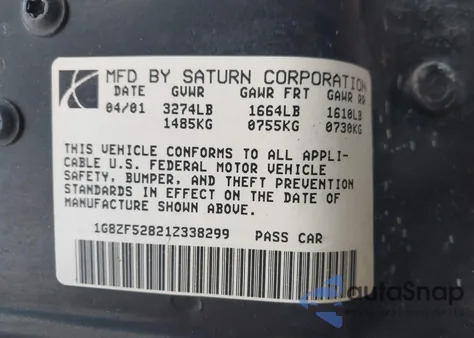 MFD BY SATURN CORPORATION
DATE GVWR GAWR FRT GAWR RR
04/01 3274LB 1664LB 1610LB
1485KG 0755KG 0730KG
THIS VEHICLE CONFORMS TO ALL APPLI-
CABLE U.S. FEDERAL MOTOR VEHICLE
SAFETY, BUMPER, AND THEFT PREVENTION
STANDARDS IN EFFECT ON THE DATE OF
MANUFACTURE SHOWN ABOVE.
1G8ZF52821Z338299 PASS CAR
autoSnap